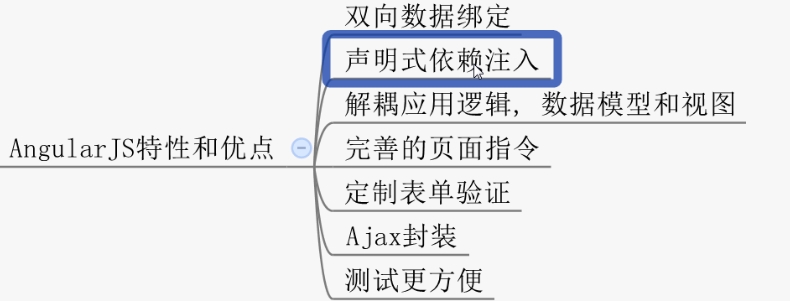 双向数据绑定
声明式依赖注入
解耦应用逻辑, 数据模型和视图
AngularJS特性和优点
完善的页面指令
定制表单验证
Ajax封装
测试更方便